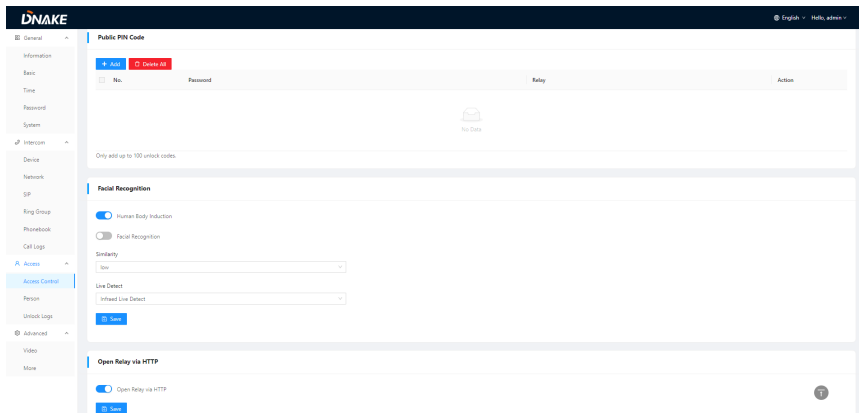 DNAKE
English
Hello, admin
General
Information
Basic
Time
Password
System
Intercom
Device
Network
SIP
Ring Group
Phonebook
Call Logs
Access
Access Control
Person
Unlock Logs
Advanced
Video
More
Public PIN Code
+ Add
Delete All
No.
Password
Relay
Action
No Data
Only add up to 100 unlock codes.
Facial Recognition
Human Body Induction
Facial Recognition
Similarity
low
Live Detect
Infraed Live Detect
Save
Open Relay via HTTP
Open Relay via HTTP
Save